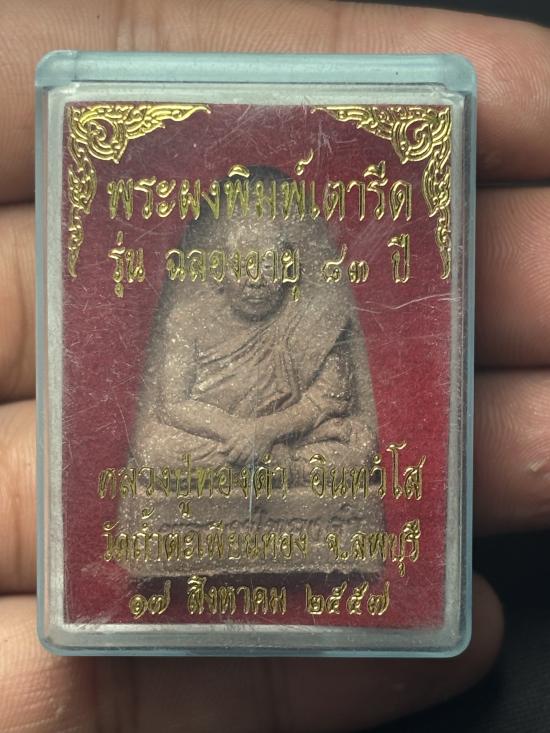 พระผงพิมพ์เตารีด
รุ่น ฉลองอายุ ๘๓ ปี
หลวงปู่ทองดำ อินทวํโส
วัดถ้ำตะเพียนทอง จ.ลพบุรี
๑๗ สิงหาคม ๒๕๕๗